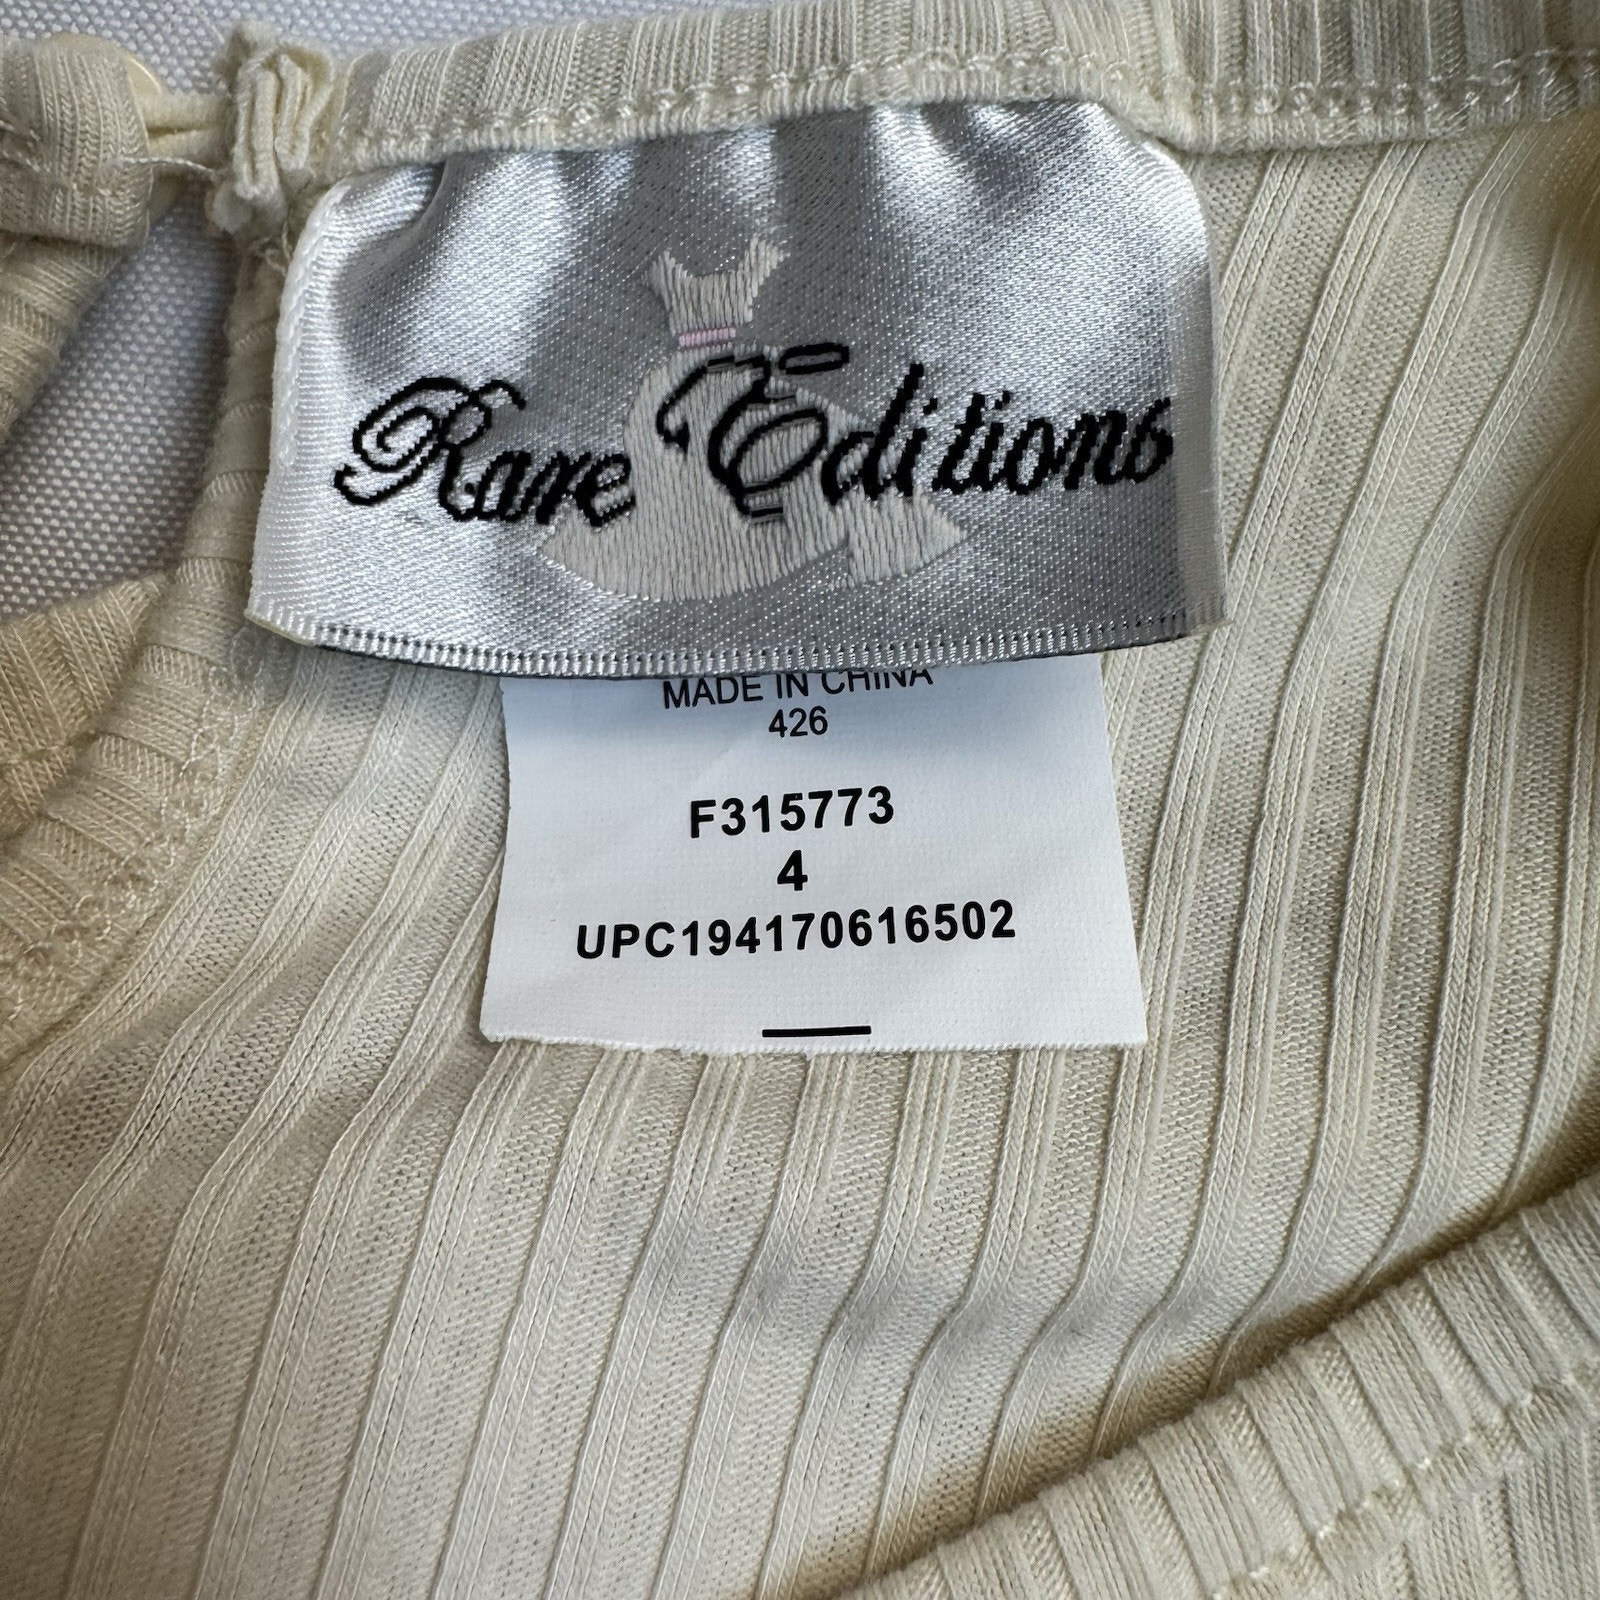 Rare Editions
MADE IN CHINA
426
F315773
4
UPC194170616502